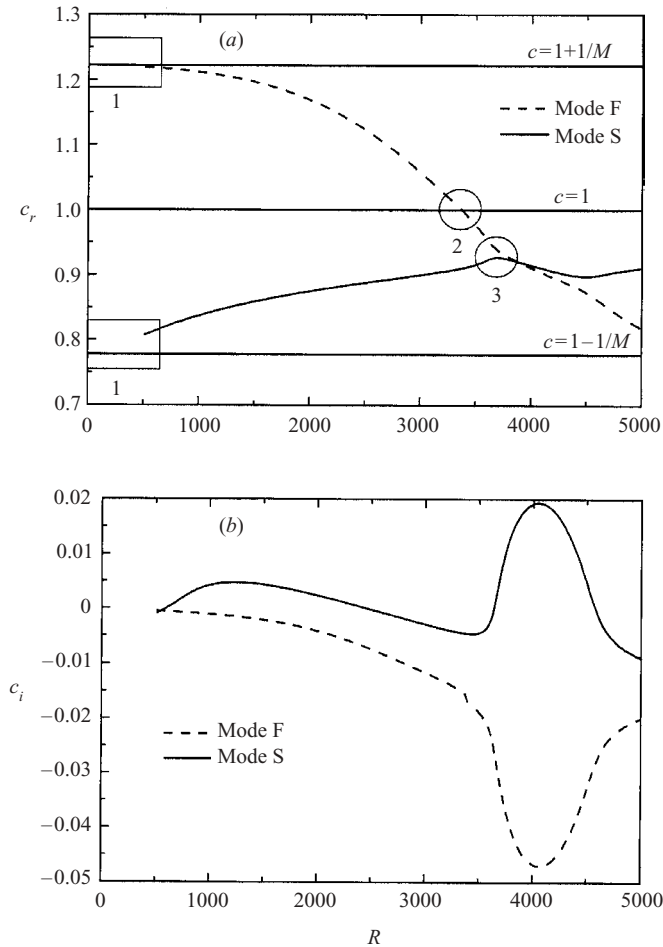 1.3
(a)
c=1+1/M
1.2
1
Mode F
Mode S
1.1
c_r
1.0
c=1
2
0.9
3
0.8
c=1–1/M
1
0.7
0 1000 2000 3000 4000 5000
0.02
(b)
0.01
0
–0.01
c_i
–0.02
Mode F
–0.03
Mode S
–0.04
–0.05
0 1000 2000 3000 4000 5000
R